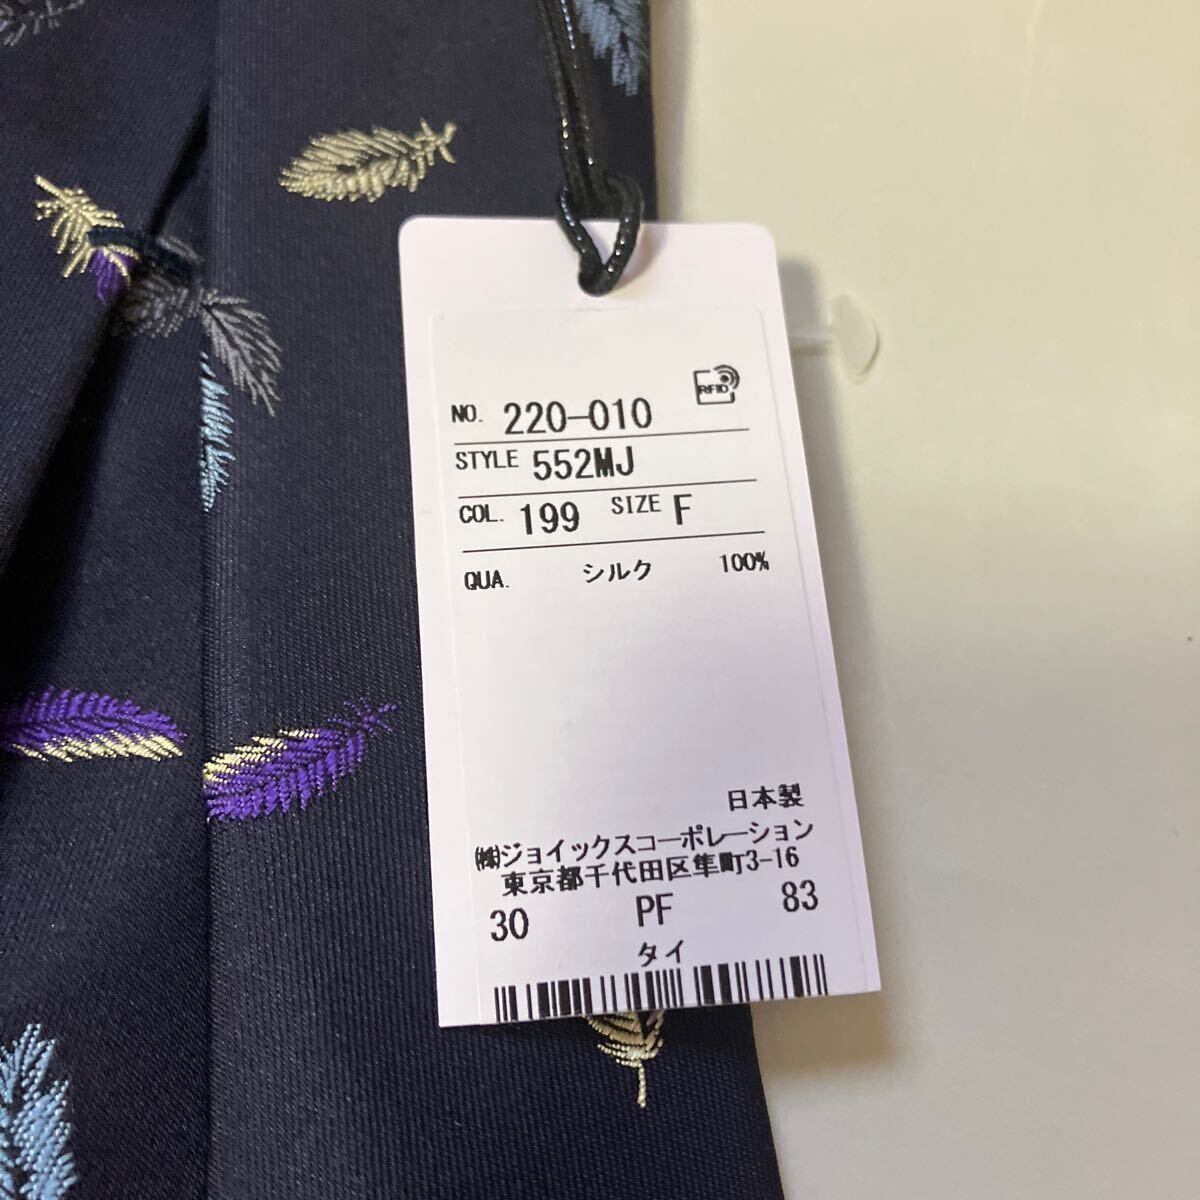 RFID
NO. 220-010
STYLE 552MJ
COL. 199 SIZE F
QUA. シルク 100%
日本製
㈱ジョイックスコーポレーション
東京都千代田区隼町3-16
30 PF 83
タイ